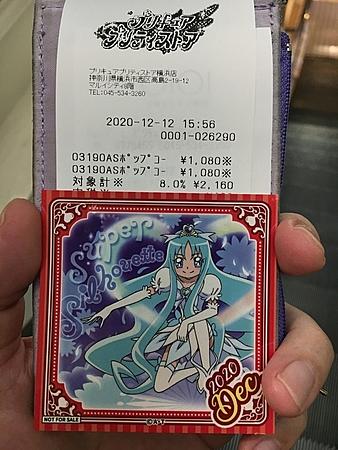 プリキュア
プリティストア
プリキュアプリティストア横浜店
神奈川県横浜市西区高島2-19-12
マルイシティ8階
TEL:045-534-3260
2020-12-12 15:56
0001-026290
03190ASﾎﾟｯﾌﾟｺｰ ¥1,080※
03190ASﾎﾟｯﾌﾟｺｰ ¥1,080※
対象計※ 8.0% ¥2,160
Super
Silhouette
2020
Dec
NOT FOR SALE